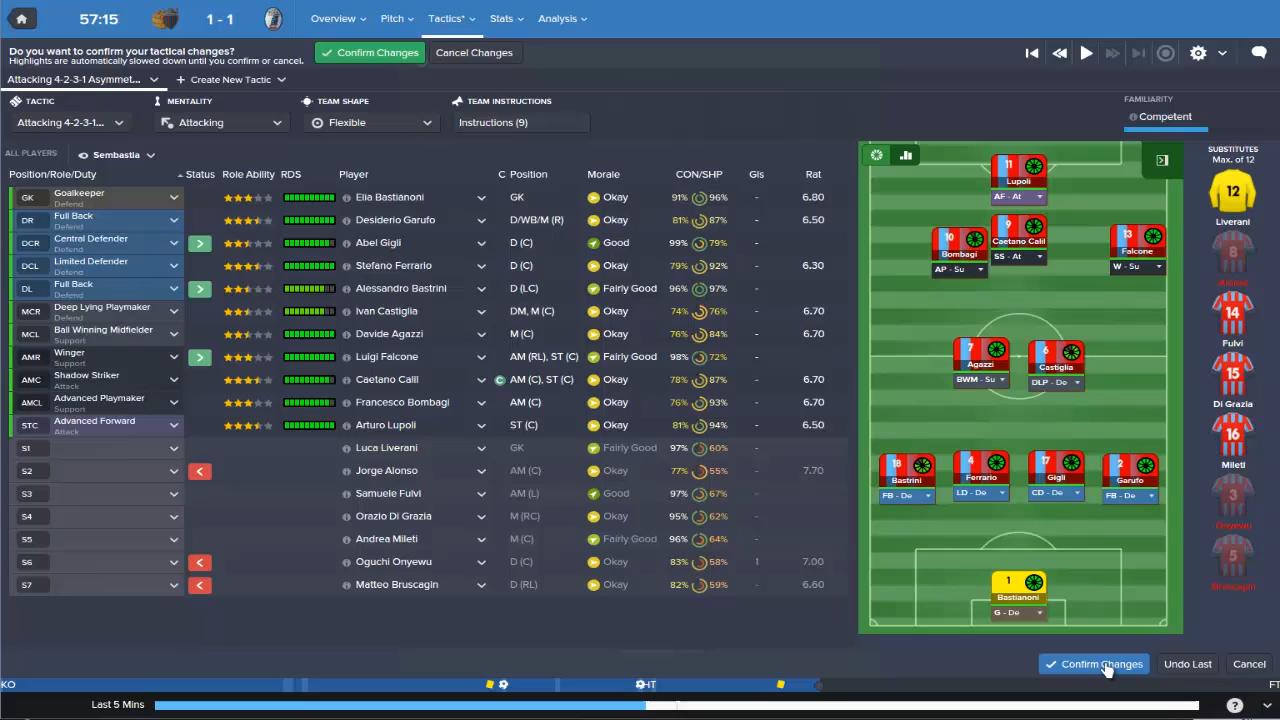 57:15 1 - 1 Overview Pitch Tactics* Stats Analysis
Do you want to confirm your tactical changes?
Highlights are automatically slowed down until you confirm or cancel.
Confirm Changes Cancel Changes
Attacking 4-2-3-1 Asymmet... Create New Tactic
TACTIC MENTALITY TEAM SHAPE TEAM INSTRUCTIONS
Attacking 4-2-3-1... Attacking Flexible Instructions (9)
FAMILIARITY
Competent
ALL PLAYERS Sembastia
Position/Role/Duty Status Role Ability RDS Player C Position Morale CON/SHP Gls Rat
GK Goalkeeper Defend Elia Bastianoni GK Okay 91% 96% - 6.80
DR Full Back Defend Desiderio Garufo D/WB/M (R) Okay 81% 87% - 6.50
DCR Central Defender Defend Abel Gigli D (C) Good 99% 79% -
DCL Limited Defender Defend Stefano Ferrario D (C) Okay 79% 92% - 6.30
DL Full Back Defend Alessandro Bastrini D (LC) Fairly Good 96% 97% -
MCR Deep Lying Playmaker Defend Ivan Castiglia DM, M (C) Okay 74% 76% - 6.70
MCL Ball Winning Midfielder Support Davide Agazzi M (C) Okay 76% 84% - 6.70
AMR Winger Support Luigi Falcone AM (RL), ST (C) Fairly Good 98% 72% -
AMC Shadow Striker Attack Caetano Calil C AM (C), ST (C) Okay 78% 87% - 6.70
AMCL Advanced Playmaker Support Francesco Bombagi AM (C) Okay 76% 93% - 6.70
STC Advanced Forward Attack Arturo Lupoli ST (C) Okay 81% 94% - 6.50
S1 Luca Liverani GK Fairly Good 97% 60% -
S2 Jorge Alonso AM (C) Okay 77% 55% - 7.70
S3 Samuele Fulvi AM (L) Good 97% 67% -
S4 Orazio Di Grazia M (RC) Okay 95% 62% -
S5 Andrea Mileti M (C) Fairly Good 96% 64% -
S6 Oguchi Onyewu D (C) Okay 83% 58% 1 7.00
S7 Matteo Bruscagin D (RL) Okay 82% 59% - 6.60
11
Lupoli
AF - At
10
Bombagi
AP - Su
9
Caetano Calil
SS - At
13
Falcone
W - Su
7
Agazzi
BWM - Su
6
Castiglia
DLP - De
18
Bastrini
FB - De
4
Ferrario
LD - De
17
Gigli
CD - De
2
Garufo
FB - De
1
Bastianoni
G - De
SUBSTITUTES
Max. of 12
12
Liverani
8
Alonso
14
Fulvi
15
Di Grazia
16
Mileti
3
Onyewu
5
Bruscagin
Confirm Changes Undo Last Cancel
KO HT FT
Last 5 Mins